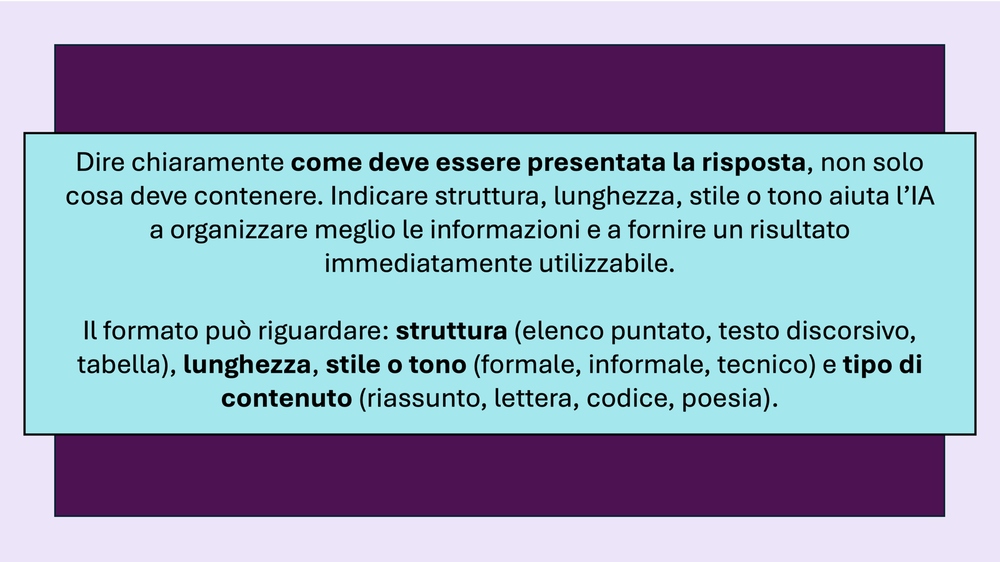 Dire chiaramente come deve essere presentata la risposta, non solo
cosa deve contenere. Indicare struttura, lunghezza, stile o tono aiuta l’IA
a organizzare meglio le informazioni e a fornire un risultato
immediatamente utilizzabile.
Il formato può riguardare: struttura (elenco puntato, testo discorsivo,
tabella), lunghezza, stile o tono (formale, informale, tecnico) e tipo di
contenuto (riassunto, lettera, codice, poesia).